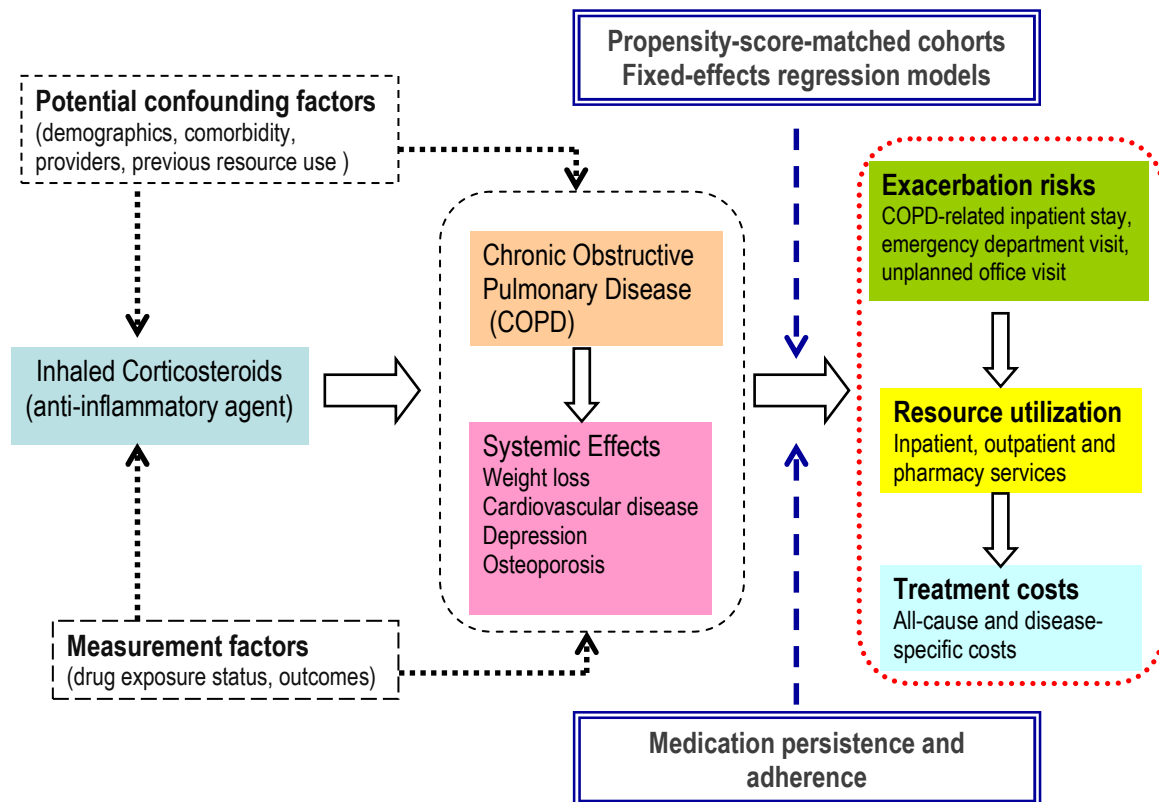 Propensity-score-matched cohorts
Fixed-effects regression models
Potential confounding factors
(demographics, comorbidity,
providers, previous resource use )
Exacerbation risks
COPD-related inpatient stay,
emergency department visit,
unplanned office visit
Chronic Obstructive
Pulmonary Disease
(COPD)
Inhaled Corticosteroids
(anti-inflammatory agent)
Resource utilization
Inpatient, outpatient and
pharmacy services
Systemic Effects
Weight loss
Cardiovascular disease
Depression
Osteoporosis
Treatment costs
All-cause and disease-
specific costs
Measurement factors
(drug exposure status, outcomes)
Medication persistence and
adherence